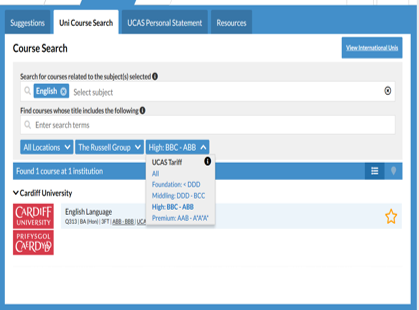 Suggestions
Uni Course Search
UCAS Personal Statement
Resources
Course Search
View International Unis
Search for courses related to the subject(s) selected
English
Select subject
Find courses whose title includes the following
Enter search terms
All Locations
The Russell Group
High: BBC - ABB
UCAS Tariff
All
Foundation: < DDD
Middling: DDD - BCC
High: BBC - ABB
Premium: AAB - A*A*A*
Found 1 course at 1 institution
Cardiff University
CARDIFF
UNIVERSITY
PRIFYSGOL
CAERDYDD
English Language
Q313 | BA (Hon) | 3FT | ABB - BBB | UCA